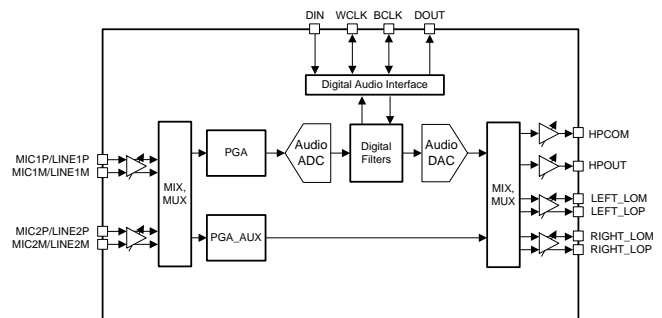 DIN WCLK BCLK DOUT
Digital Audio Interface
MIC1P/LINE1P
MIC1M/LINE1M
MIC2P/LINE2P
MIC2M/LINE2M
MIX,
MUX
PGA
PGA_AUX
Audio
ADC
Digital
Filters
Audio
DAC
MIX,
MUX
HPCOM
HPOUT
LEFT_LOM
LEFT_LOP
RIGHT_LOM
RIGHT_LOP